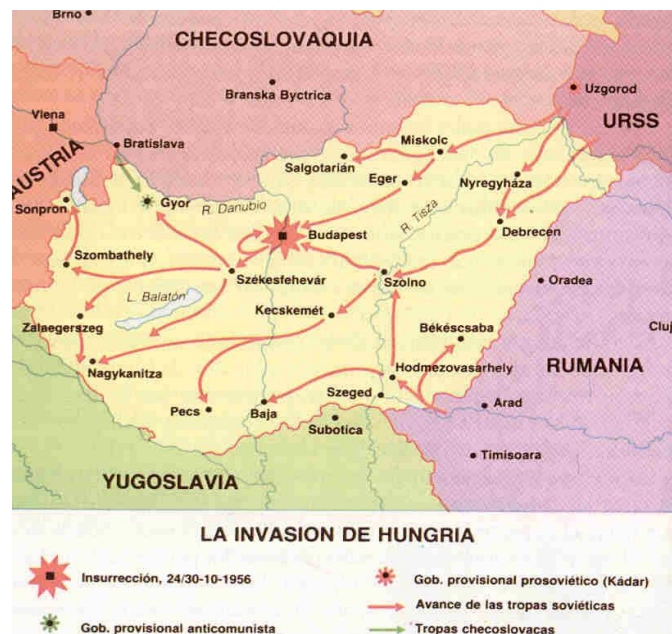 Brno
CHECOSLOVAQUIA
Branska Byctrica
Uzgorod
URSS
Viena
Bratislava
AUSTRIA
Miskolc
Salgotarián
Eger
Nyregyháza
Sonpron
Gyor
R. Danubio
R. Tisza
Budapest
Debrecen
Szombathely
Székesfehevár
Szolno
Oradea
L. Balatón
Kecskemét
Zalaegerszeg
Békéscsaba
Cluj
Nagykanitza
Hodmezovasarhely
RUMANIA
Pecs
Baja
Szeged
Arad
Subotica
Timisoara
YUGOSLAVIA
LA INVASION DE HUNGRIA
Insurrección, 24/30-10-1956
Gob. provisional prosoviético (Kádar)
Avance de las tropas soviéticas
Gob. provisional anticomunista
Tropas checoslovacas